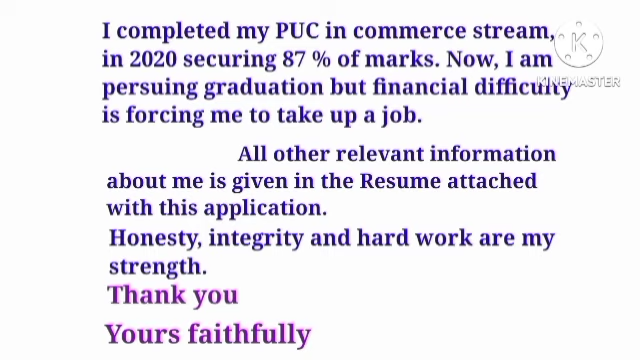 I completed my PUC in commerce stream,
in 2020 securing 87 % of marks. Now, I am
persuing graduation but financial difficulty
is forcing me to take up a job.
All other relevant information
about me is given in the Resume attached
with this application.
Honesty, integrity and hard work are my
strength.
Thank you
Yours faithfully
K
KINEMASTER